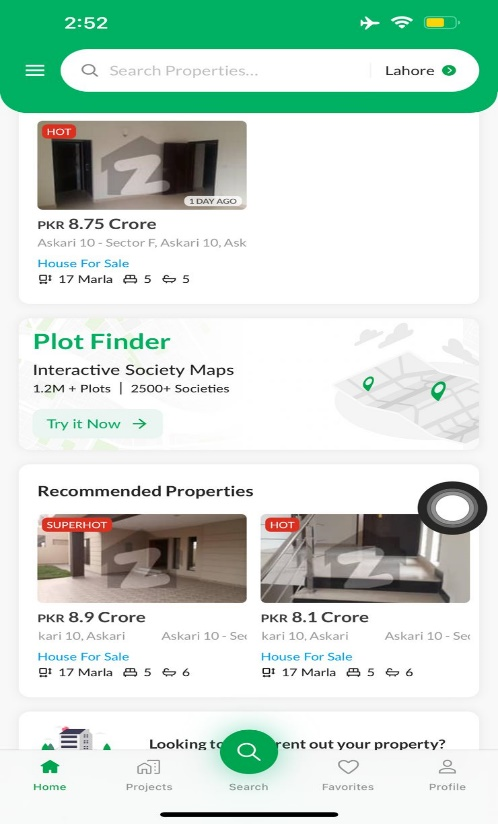 2:52
Search Properties...
Lahore
HOT
1 DAY AGO
PKR 8.75 Crore
Askari 10 - Sector F, Askari 10, Ask
House For Sale
17 Marla 5 5
Plot Finder
Interactive Society Maps
1.2M + Plots | 2500+ Societies
Try it Now
Recommended Properties
SUPERHOT
HOT
PKR 8.9 Crore
PKR 8.1 Crore
kari 10, Askari Askari 10 - Sec
kari 10, Askari Askari 10 - Sec
House For Sale
House For Sale
17 Marla 5 6
17 Marla 5 6
Looking to rent out your property?
Home
Projects
Search
Favorites
Profile